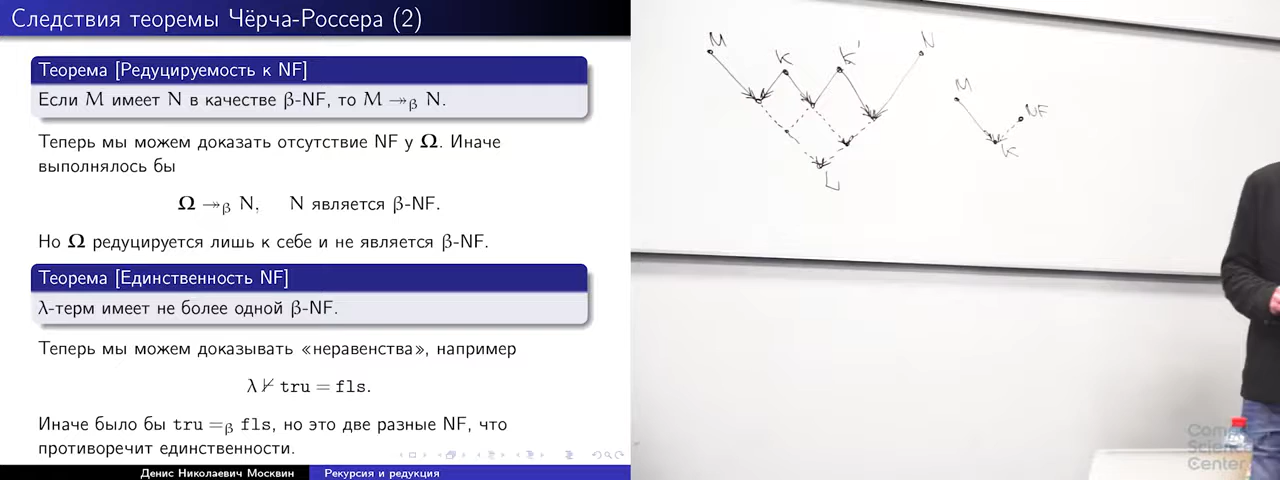 Следствия теоремы Чёрча-Россера (2)
Теорема [Редуцируемость к NF]
Если M имеет N в качестве β-NF, то M ↠β N.
Теперь мы можем доказать отсутствие NF у Ω. Иначе
выполнялось бы
Ω ↠β N, N является β-NF.
Но Ω редуцируется лишь к себе и не является β-NF.
Теорема [Единственность NF]
λ-терм имеет не более одной β-NF.
Теперь мы можем доказывать «неравенства», например
λ ⊬ tru = fls.
Иначе было бы tru =β fls, но это две разные NF, что
противоречит единственности.
Денис Николаевич Москвин Рекурсия и редукция
M K K' N
L
M NF
K
Comp
Science
Center